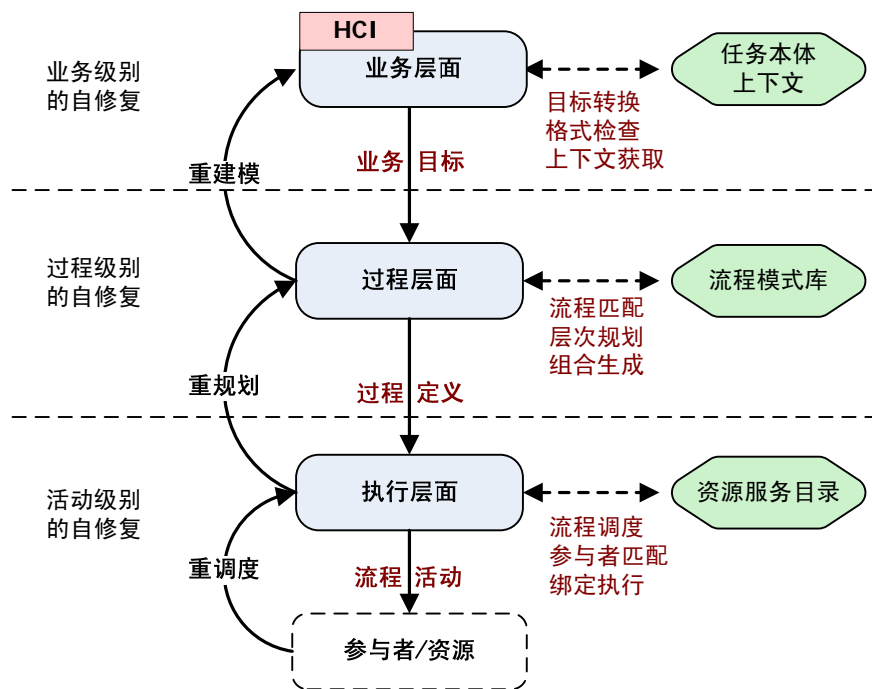 HCI
业务层面
业务级别
的自修复
任务本体
上下文
目标转换
格式检查
上下文获取
业务 目标
重建模
过程级别
的自修复
过程层面
流程模式库
流程匹配
层次规划
组合生成
重规划
过程 定义
活动级别
的自修复
执行层面
资源服务目录
流程调度
参与者匹配
绑定执行
重调度
流程 活动
参与者/资源